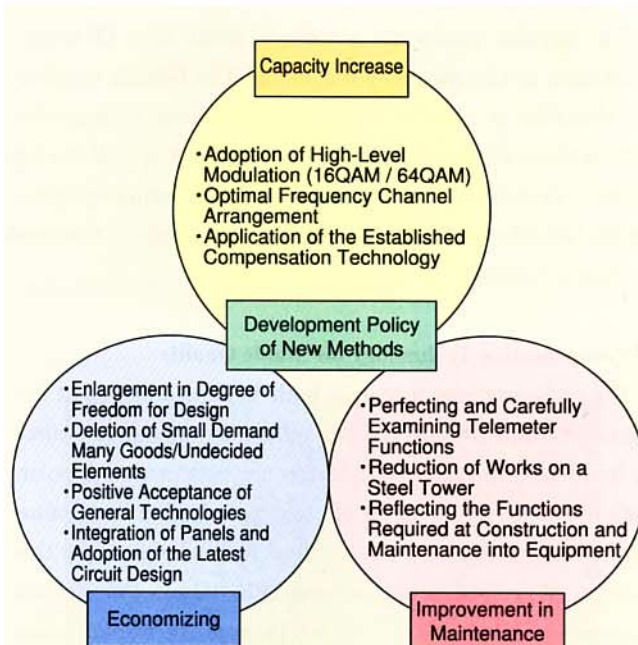 Capacity Increase
・Adoption of High-Level
Modulation (16QAM / 64QAM)
・Optimal Frequency Channel
Arrangement
・Application of the Established
Compensation Technology
Development Policy
of New Methods
・Enlargement in Degree of
Freedom for Design
・Deletion of Small Demand
Many Goods/Undecided
Elements
・Positive Acceptance of
General Technologies
・Integration of Panels and
Adoption of the Latest
Circuit Design
Economizing
・Perfecting and Carefully
Examining Telemeter
Functions
・Reduction of Works on a
Steel Tower
・Reflecting the Functions
Required at Construction and
Maintenance into Equipment
Improvement in
Maintenance